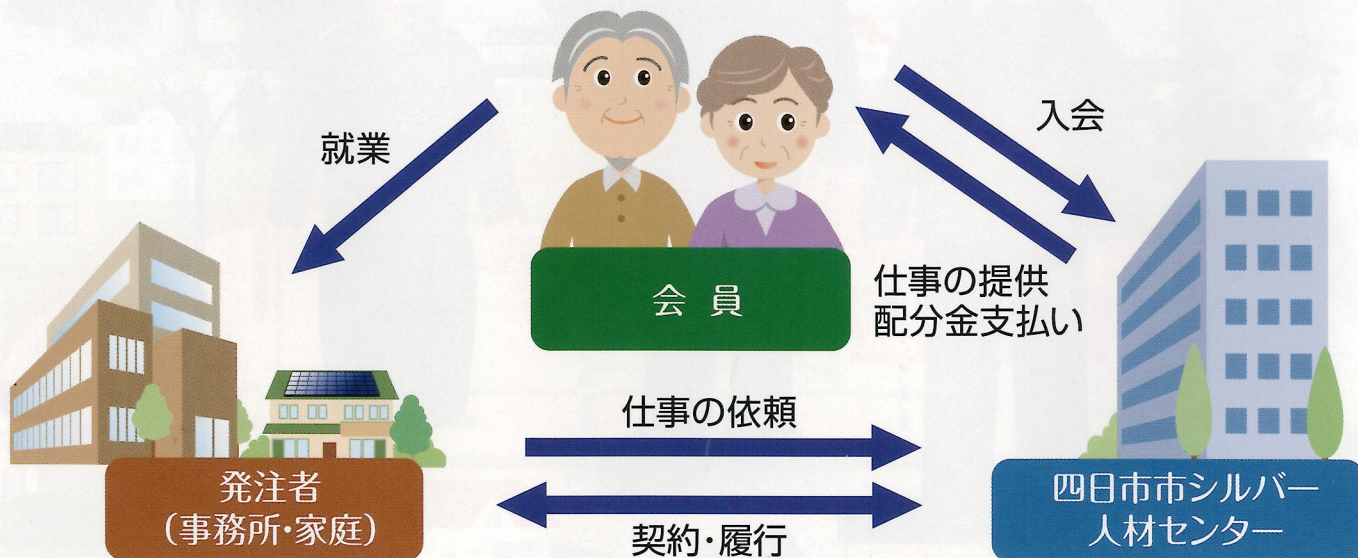 就業
入会
会員
仕事の提供
配分金支払い
仕事の依頼
発注者
(事務所・家庭)
契約・履行
四日市市シルバー
人材センター